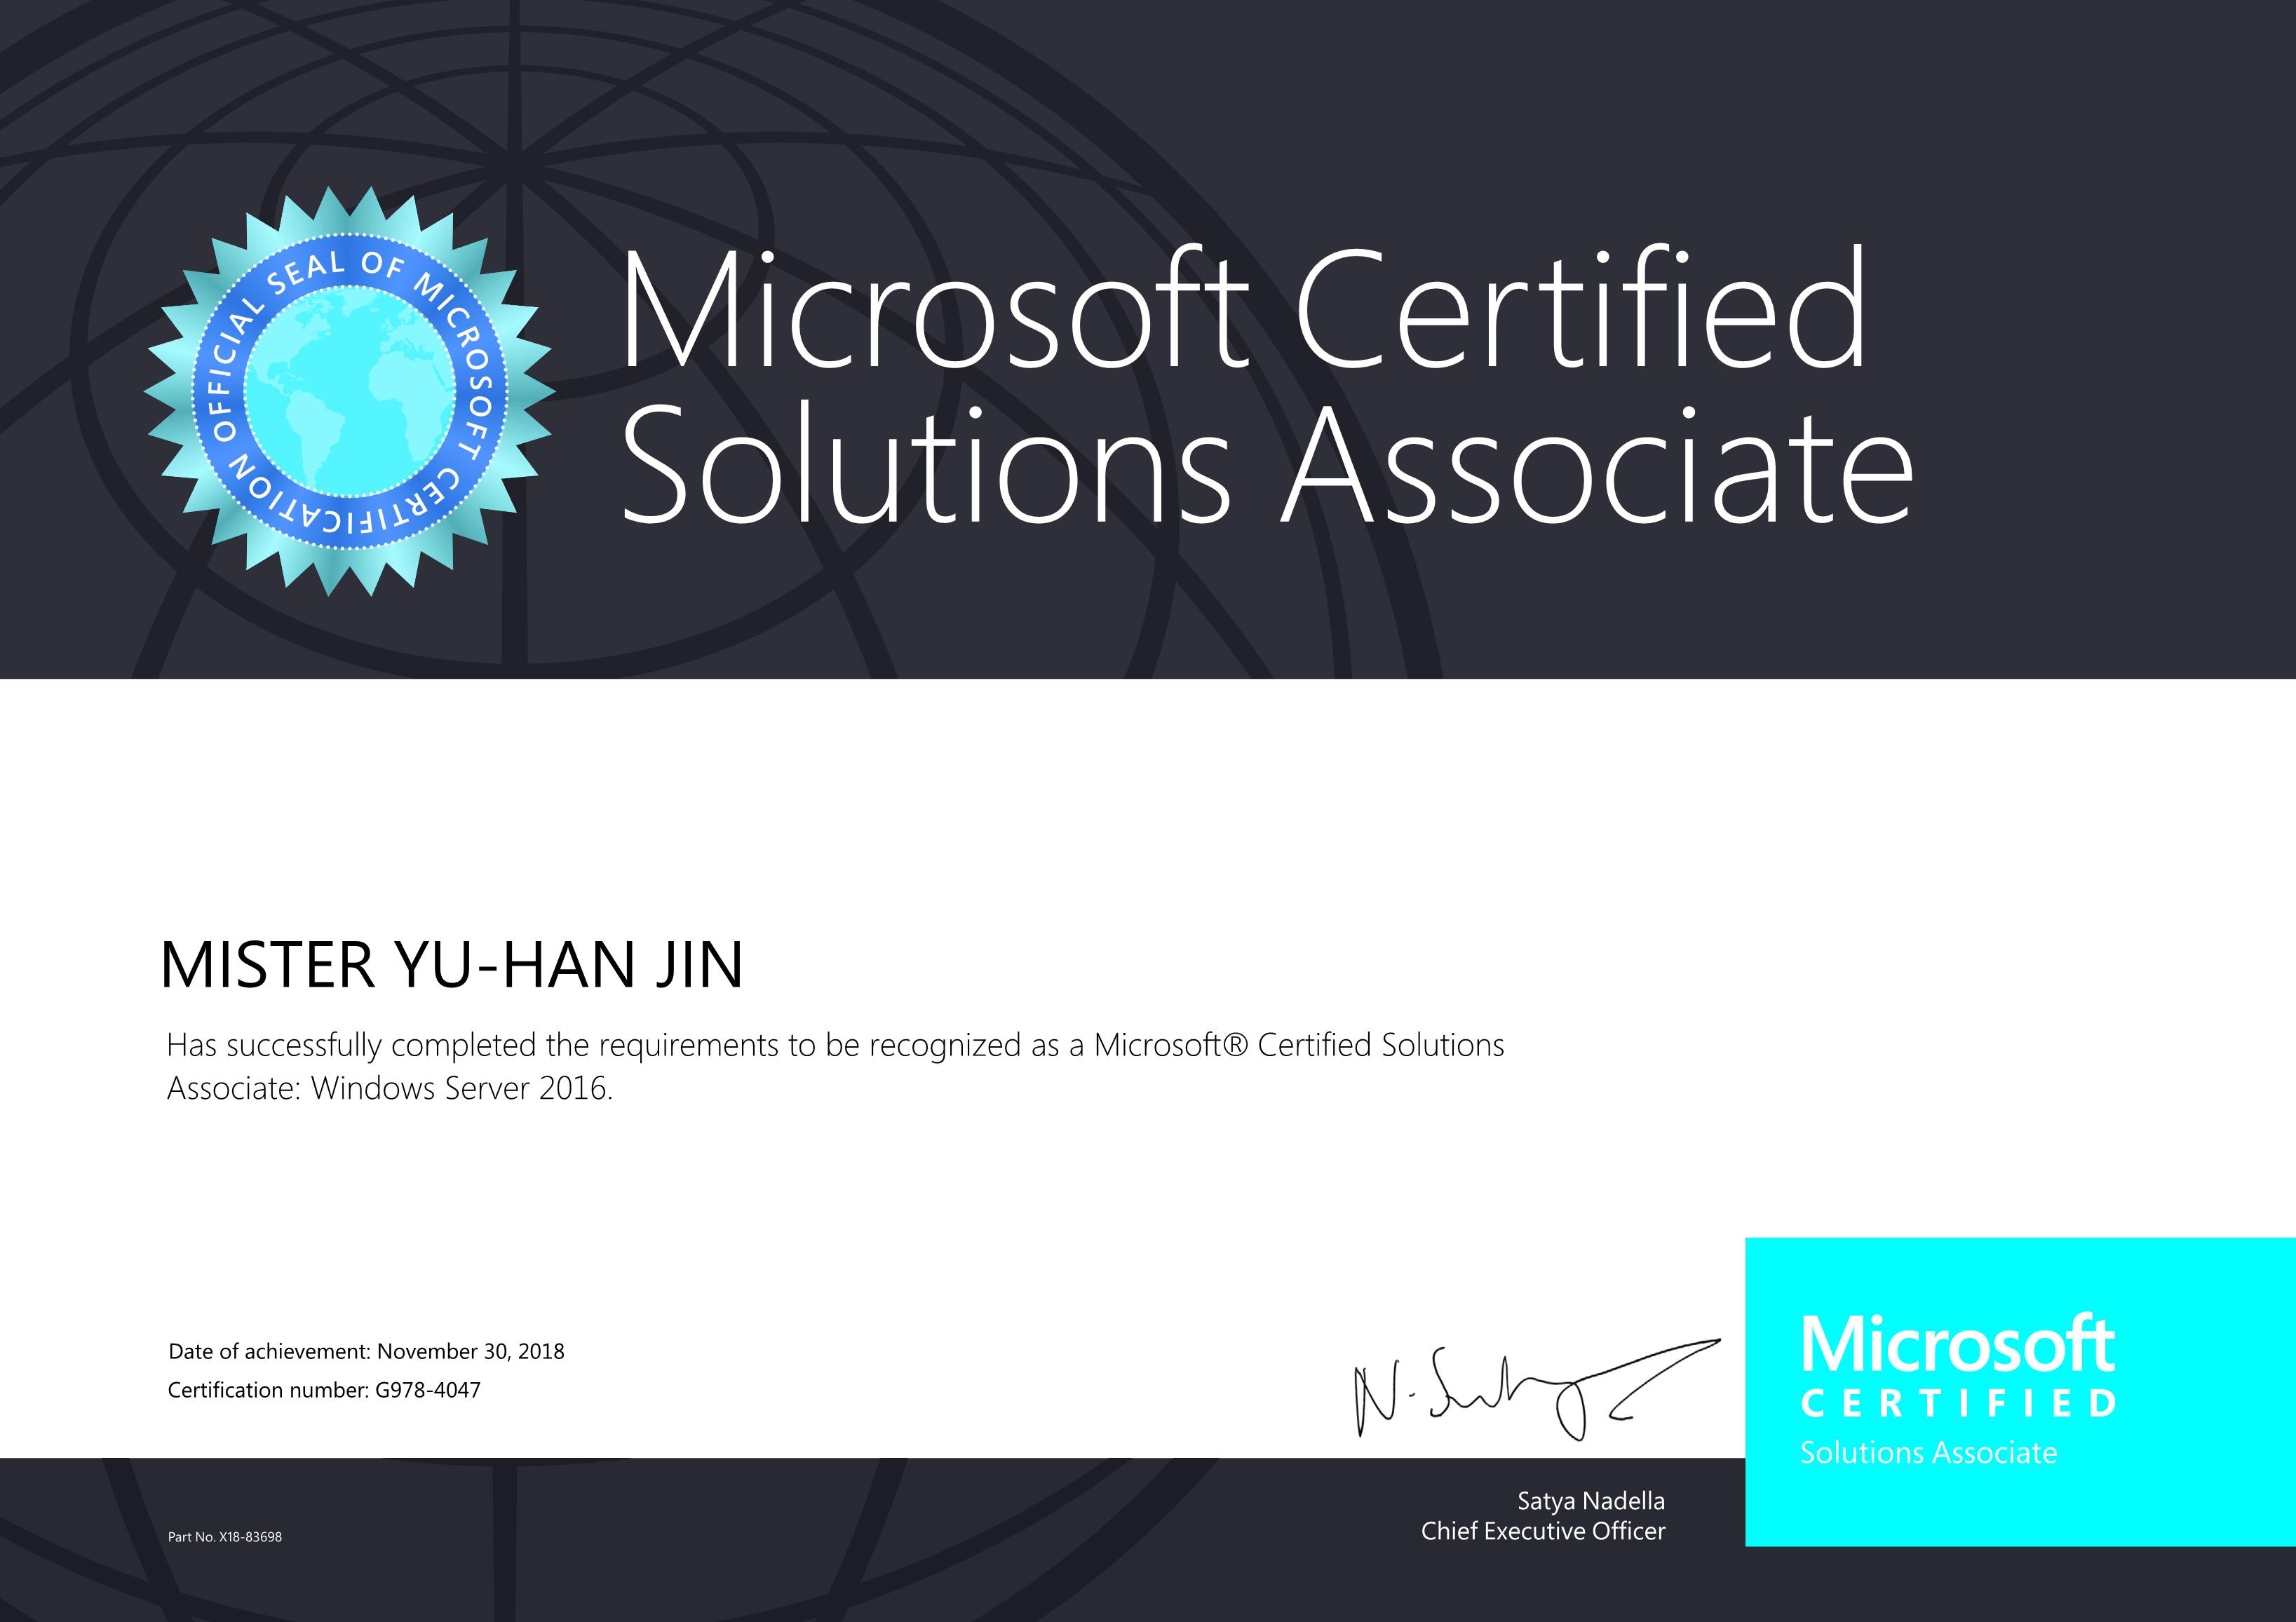 OFFICIAL SEAL OF MICROSOFT CERTIFICATION
Microsoft Certified
Solutions Associate
MISTER YU-HAN JIN
Has successfully completed the requirements to be recognized as a Microsoft® Certified Solutions
Associate: Windows Server 2016.
Date of achievement: November 30, 2018
Certification number: G978-4047
Microsoft
CERTIFIED
Solutions Associate
Satya Nadella
Chief Executive Officer
Part No. X18-83698